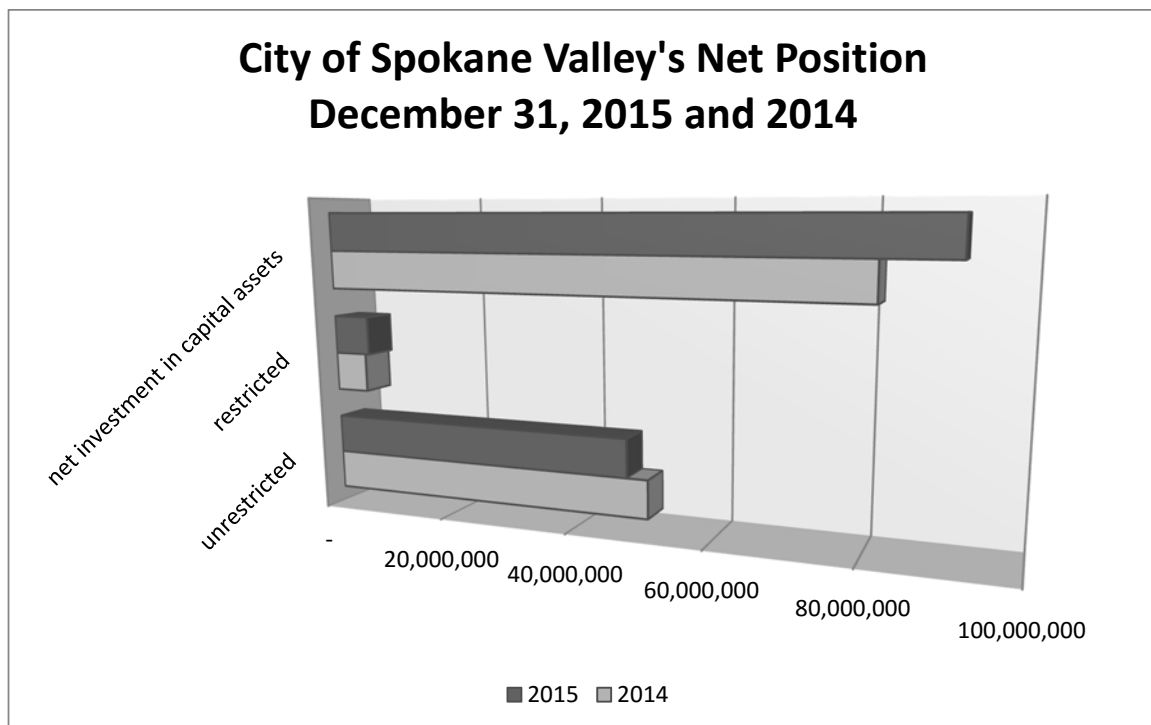 City of Spokane Valley's Net Position
December 31, 2015 and 2014
net investment in capital assets
restricted
unrestricted
-
20,000,000
40,000,000
60,000,000
80,000,000
100,000,000
2015 2014